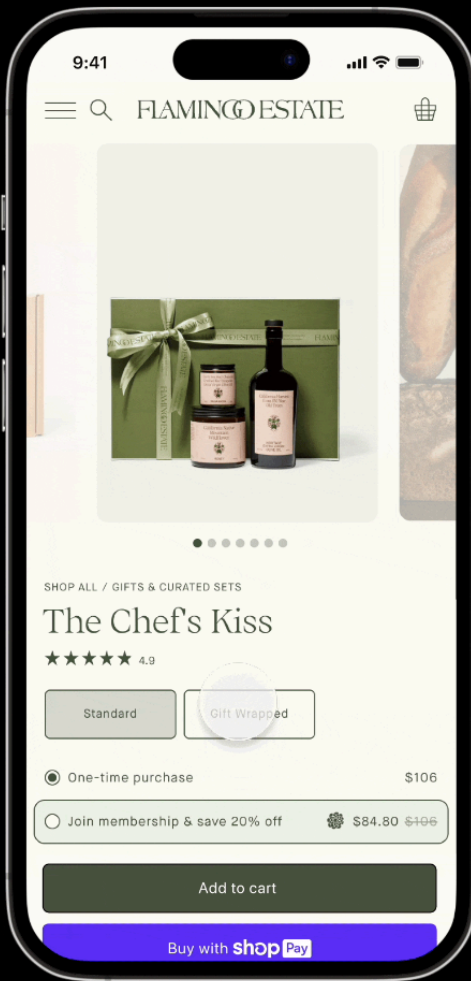 9:41
FLAMINGO ESTATE
SHOP ALL / GIFTS & CURATED SETS
The Chef's Kiss
4.9
Standard
Gift Wrapped
One-time purchase $106
Join membership & save 20% off $84.80 $106
Add to cart
Buy with shop Pay